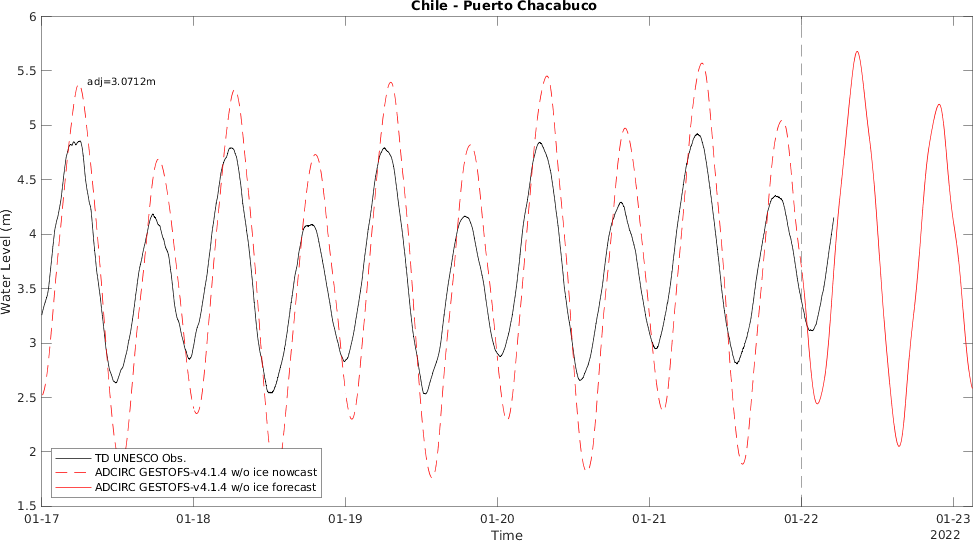 Chile - Puerto Chacabuco
6
5.5
5
4.5
4
3.5
3
2.5
2
1.5
Water Level (m)
adj=3.0712m
TD UNESCO Obs.
ADCIRC GESTOFS-v4.1.4 w/o ice nowcast
ADCIRC GESTOFS-v4.1.4 w/o ice forecast
01-17 01-18 01-19 01-20 01-21 01-22 01-23
Time
2022